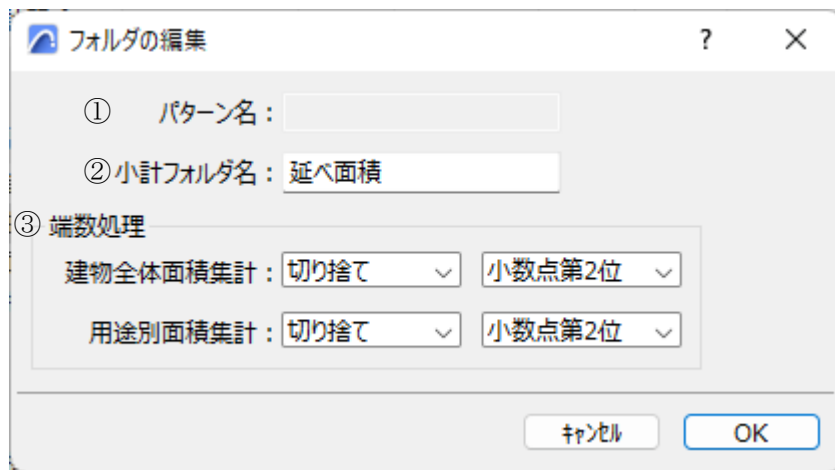 フォルダの編集 ?
① パターン名：
② 小計フォルダ名： 延べ面積
③ 端数処理
建物全体面積集計： 切り捨て 小数点第2位
用途別面積集計： 切り捨て 小数点第2位
ｷｬﾝｾﾙ OK